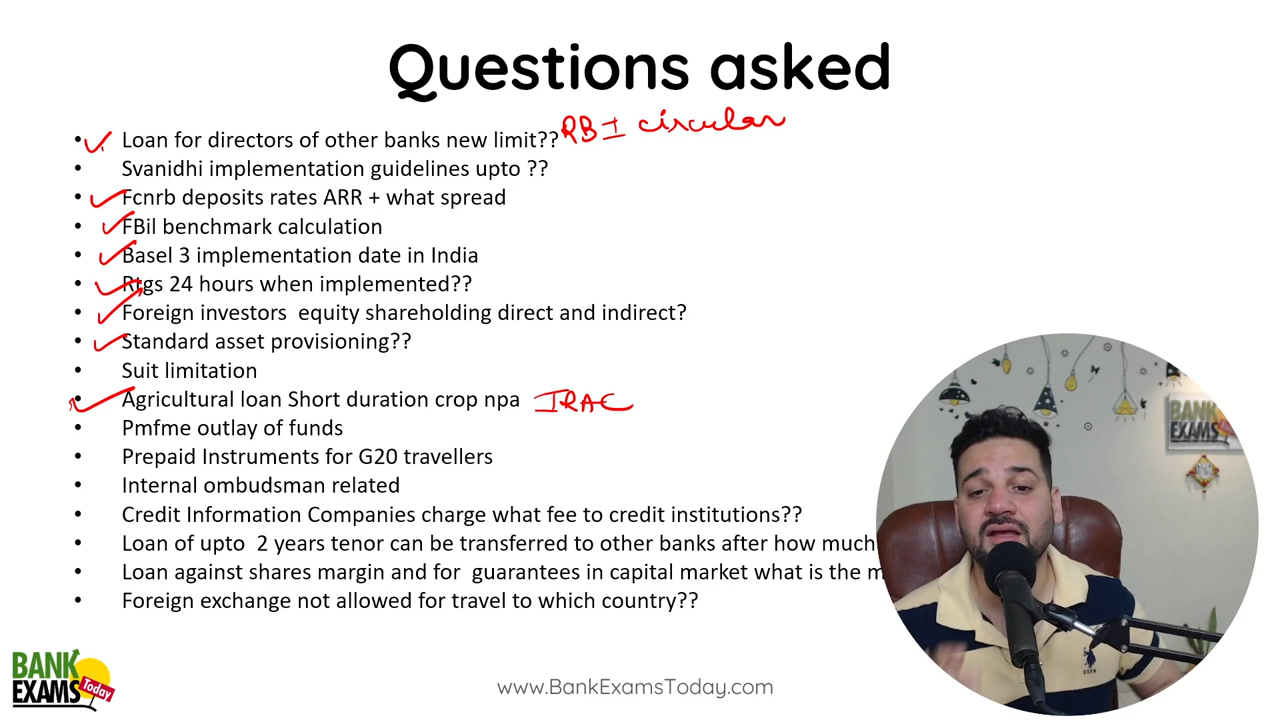 Questions asked
• Loan for directors of other banks new limit?? RBI circular
• Svanidhi implementation guidelines upto ??
• Fcnrb deposits rates ARR + what spread
• FBil benchmark calculation
• Basel 3 implementation date in India
• Rtgs 24 hours when implemented??
• Foreign investors equity shareholding direct and indirect?
• Standard asset provisioning??
• Suit limitation
• Agricultural loan Short duration crop npa IRAC
• Pmfme outlay of funds
• Prepaid Instruments for G20 travellers
• Internal ombudsman related
• Credit Information Companies charge what fee to credit institutions??
• Loan of upto 2 years tenor can be transferred to other banks after how much
• Loan against shares margin and for guarantees in capital market what is the
• Foreign exchange not allowed for travel to which country??
BANK
EXAMS
BANK
EXAMS
Today
www.BankExamsToday.com
USPA